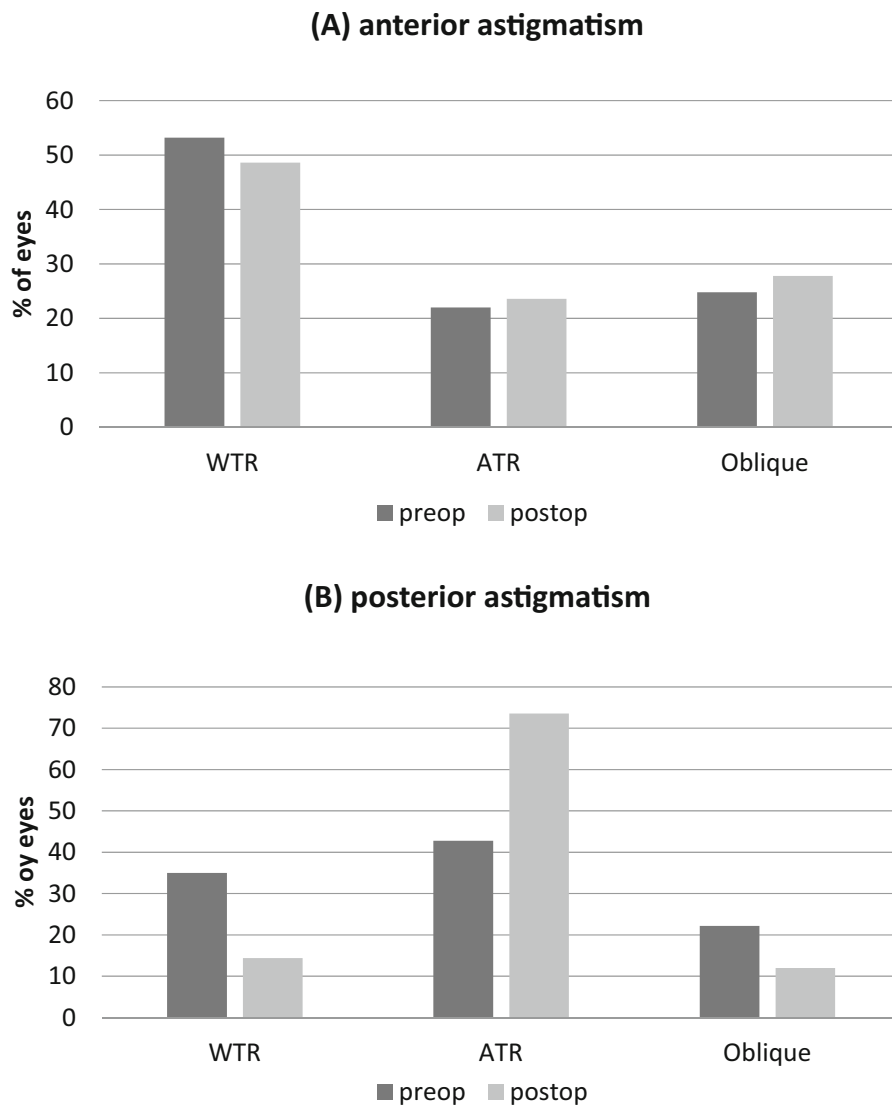 (A) anterior astigmatism
60
50
40
30
20
10
0
% of eyes
WTR ATR Oblique
preop postop
(B) posterior astigmatism
80
70
60
50
40
30
20
10
0
% oy eyes
WTR ATR Oblique
preop postop